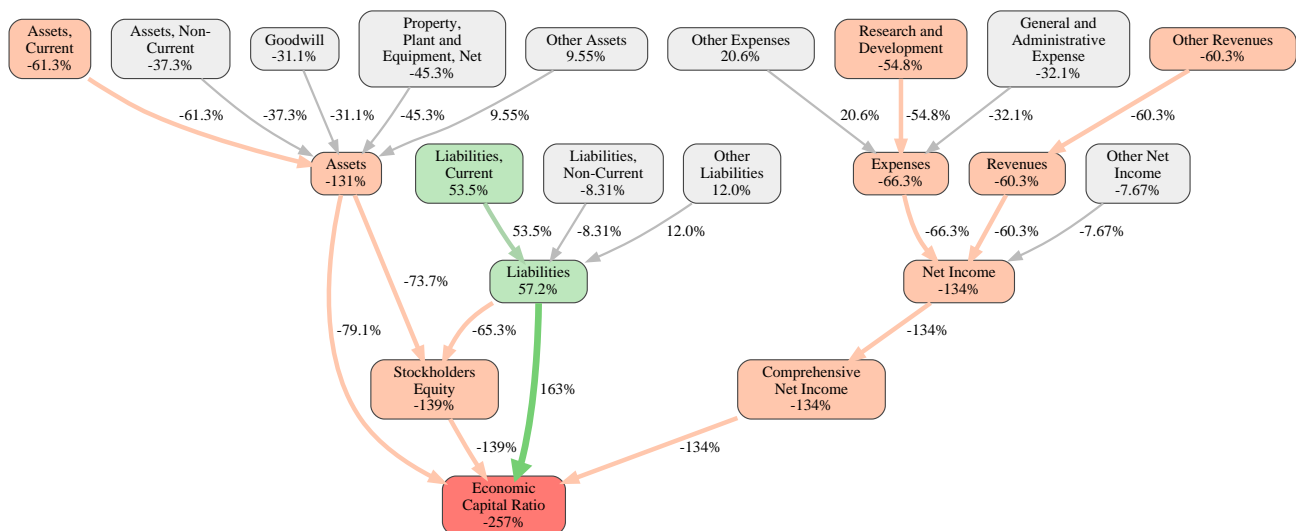 Assets,
Current
-61.3%
Assets, Non-
Current
-37.3%
Goodwill
-31.1%
Property,
Plant and
Equipment, Net
-45.3%
Other Assets
9.55%
Other Expenses
20.6%
Research and
Development
-54.8%
General and
Administrative
Expense
-32.1%
Other Revenues
-60.3%
-61.3%
-37.3%
-31.1%
-45.3%
9.55%
20.6%
-54.8%
-32.1%
-60.3%
Assets
-131%
Liabilities,
Current
53.5%
Liabilities,
Non-Current
-8.31%
Other
Liabilities
12.0%
Expenses
-66.3%
Revenues
-60.3%
Other Net
Income
-7.67%
53.5%
-8.31%
12.0%
-66.3%
-60.3%
-7.67%
Liabilities
57.2%
Net Income
-134%
-73.7%
-79.1%
-65.3%
-134%
Stockholders
Equity
-139%
163%
Comprehensive
Net Income
-134%
-139%
-134%
Economic
Capital Ratio
-257%